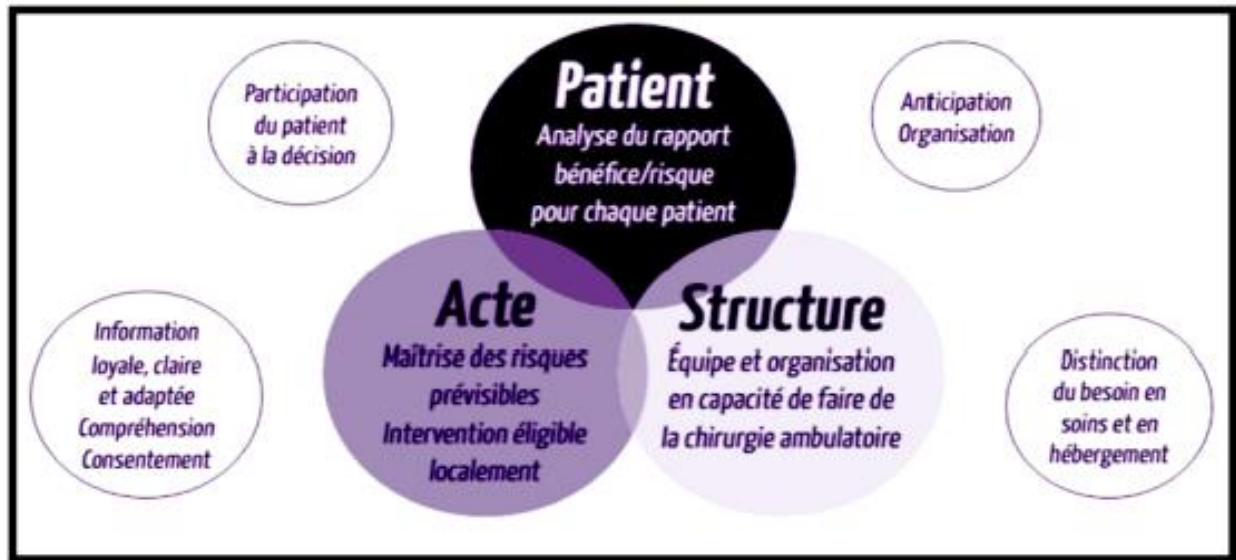 Participation
du patient
à la décision
Patient
Analyse du rapport
bénéfice/risque
pour chaque patient
Anticipation
Organisation
Information
loyale, claire
et adaptée
Compréhension
Consentement
Acte
Maîtrise des risques
prévisibles
Intervention éligible
localement
Structure
Équipe et organisation
en capacité de faire de
la chirurgie ambulatoire
Distinction
du besoin en
soins et en
hébergement